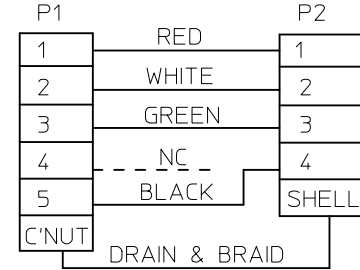 P1 P2
1 RED 1
2 WHITE 2
3 GREEN 3
4 NC 4
5 BLACK SHELL
C'NUT
DRAIN & BRAID